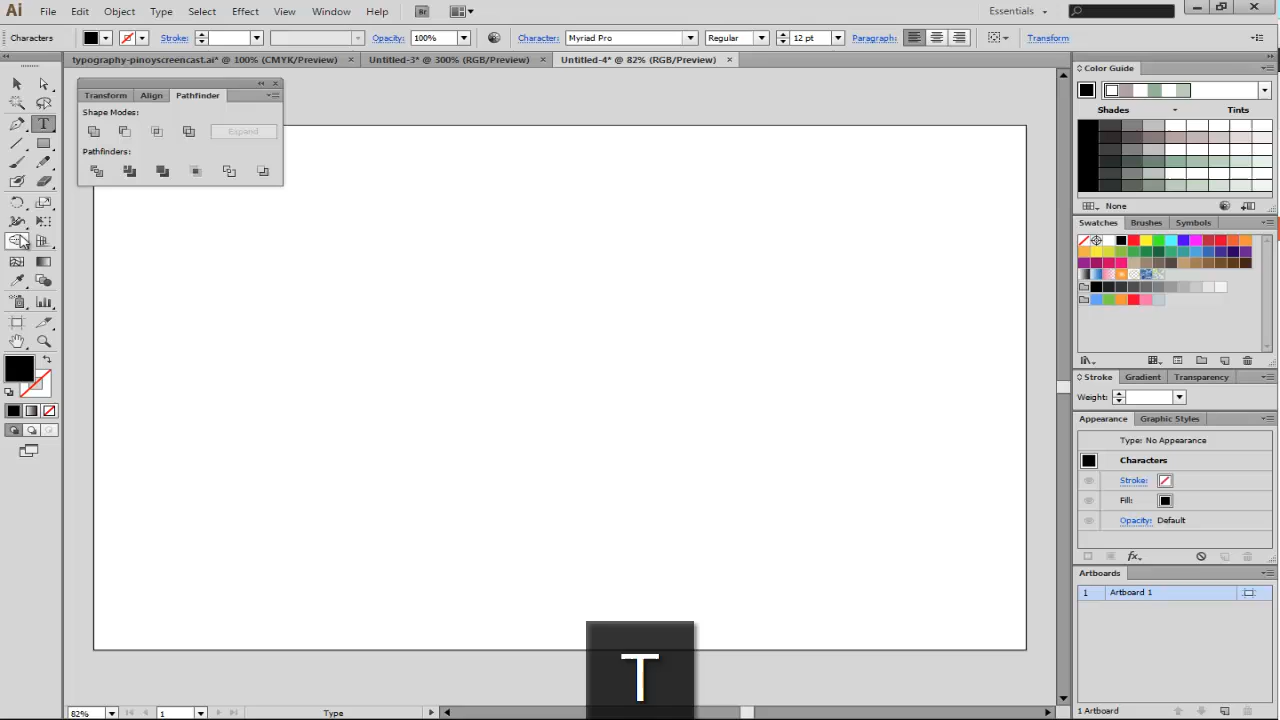 Ai File Edit Object Type Select Effect View Window Help Br Essentials
Characters Stroke: Opacity: 100% Character: Myriad Pro Regular 12 pt Paragraph: Transform
typography-pinoyscreencast.ai* @ 100% (CMYK/Preview) × Untitled-3* @ 300% (RGB/Preview) × Untitled-4* @ 82% (RGB/Preview) ×
Color Guide
Transform Align Pathfinder
Shape Modes:
Expand
Pathfinders:
Shades Tints
None
Swatches Brushes Symbols
Stroke Gradient Transparency
Weight:
Appearance Graphic Styles
Type: No Appearance
Characters
Stroke:
Fill:
Opacity: Default
fx
Artboards
1 Artboard 1
T
82% 1 Type 1 Artboard